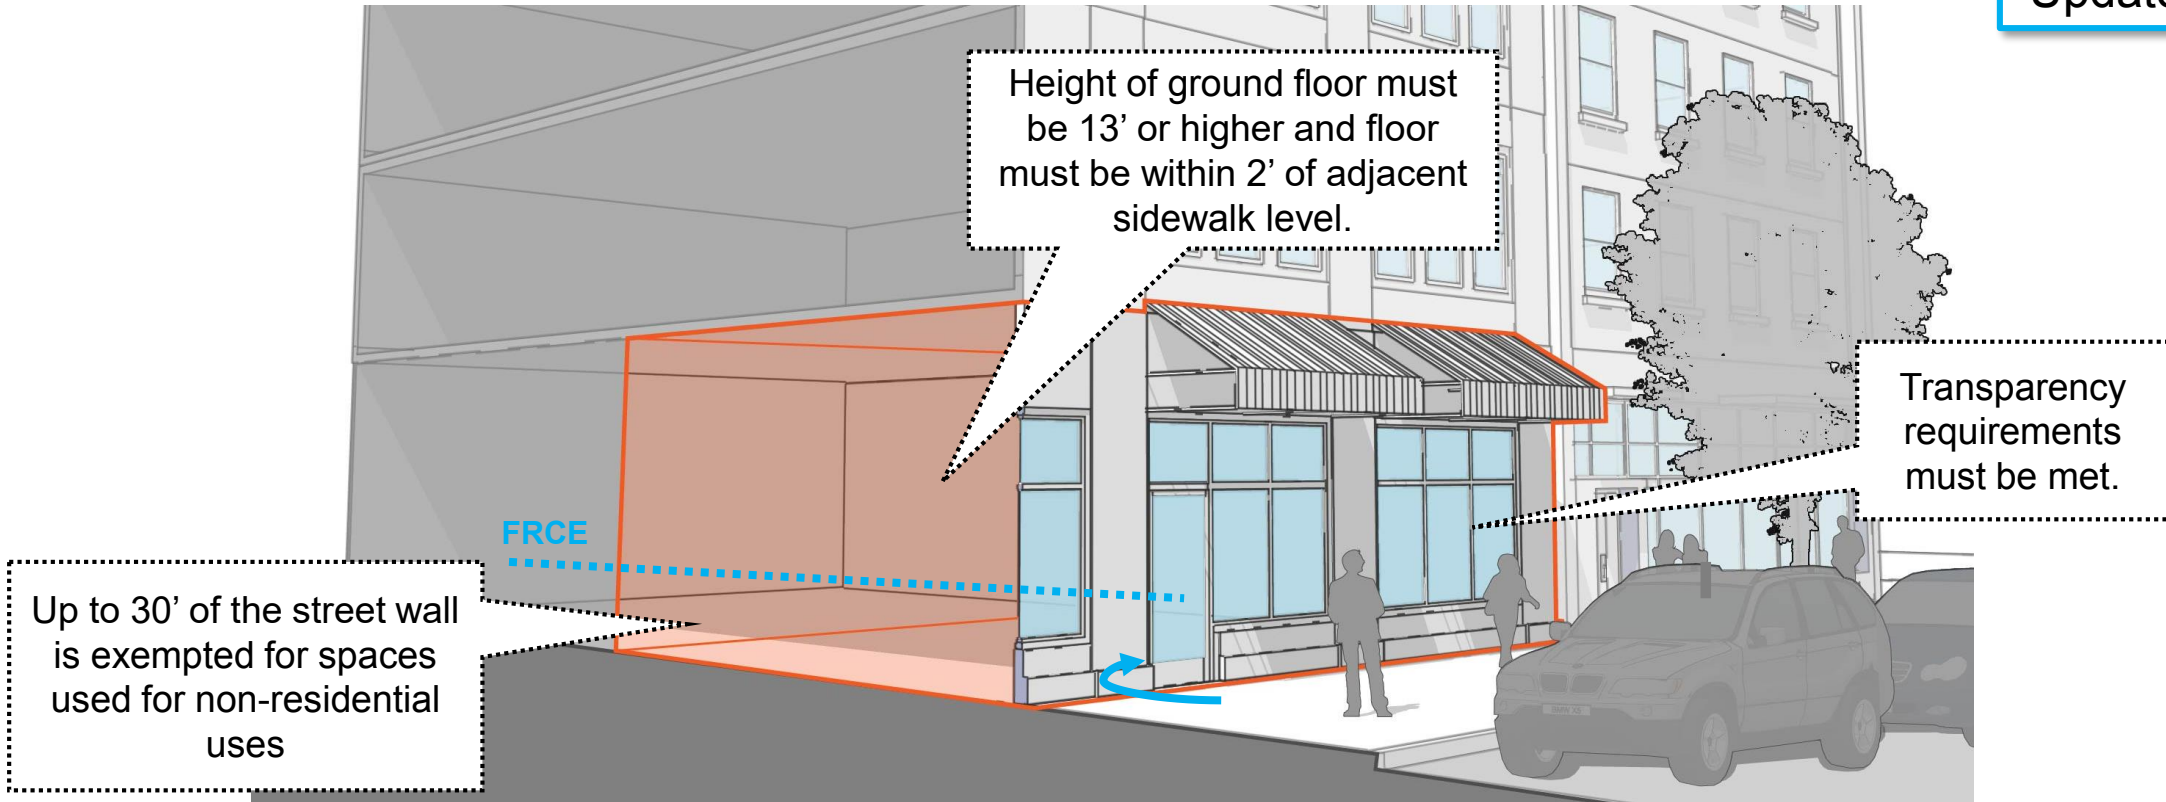 Update
Height of ground floor must
be 13’ or higher and floor
must be within 2’ of adjacent
sidewalk level.
Transparency
requirements
must be met.
FRCE
Up to 30’ of the street wall
is exempted for spaces
used for non-residential
uses